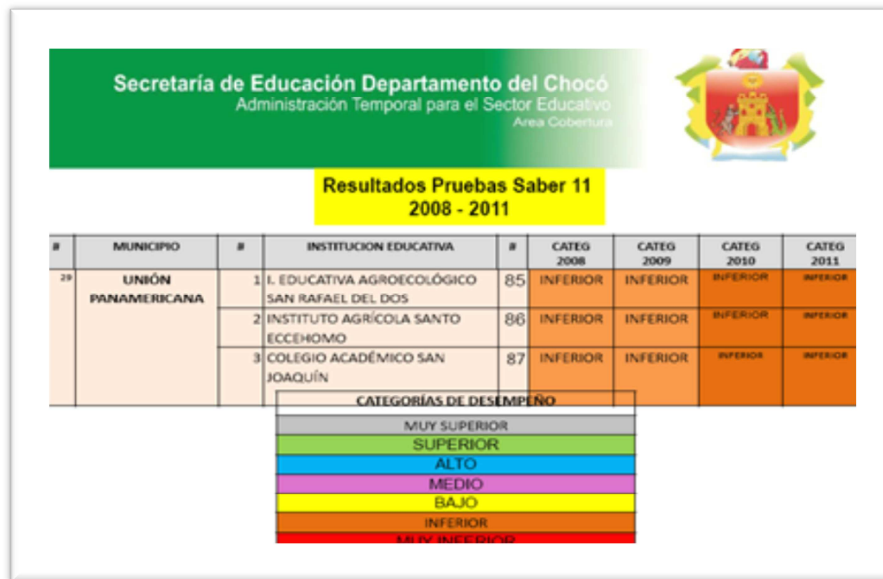 Secretaría de Educación Departamento del Chocó
Administración Temporal para el Sector Educativo
Area Cobertura
Resultados Pruebas Saber 11
2008 - 2011
# MUNICIPIO # INSTITUCION EDUCATIVA # CATEG 2008 CATEG 2009 CATEG 2010 CATEG 2011
29 UNIÓN PANAMERICANA 1 I. EDUCATIVA AGROECOLÓGICO SAN RAFAEL DEL DOS 85 INFERIOR INFERIOR INFERIOR INFERIOR
2 INSTITUTO AGRÍCOLA SANTO ECCEHOMO 86 INFERIOR INFERIOR INFERIOR INFERIOR
3 COLEGIO ACADÉMICO SAN JOAQUÍN 87 INFERIOR INFERIOR INFERIOR INFERIOR
CATEGORÍAS DE DESEMPEÑO
MUY SUPERIOR
SUPERIOR
ALTO
MEDIO
BAJO
INFERIOR
MUY INFERIOR